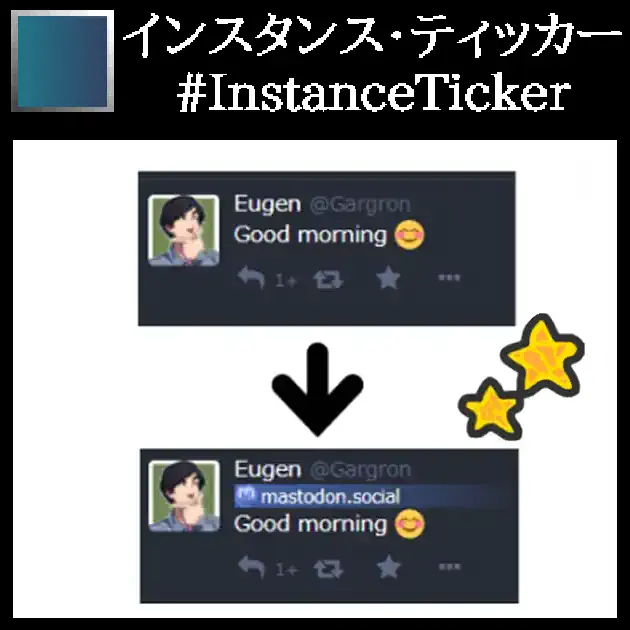 インスタンス・ティッカー
#InstanceTicker
Eugen @Gargron
Good morning 😊
1+
Eugen @Gargron
mastodon.social
Good morning 😊
1+